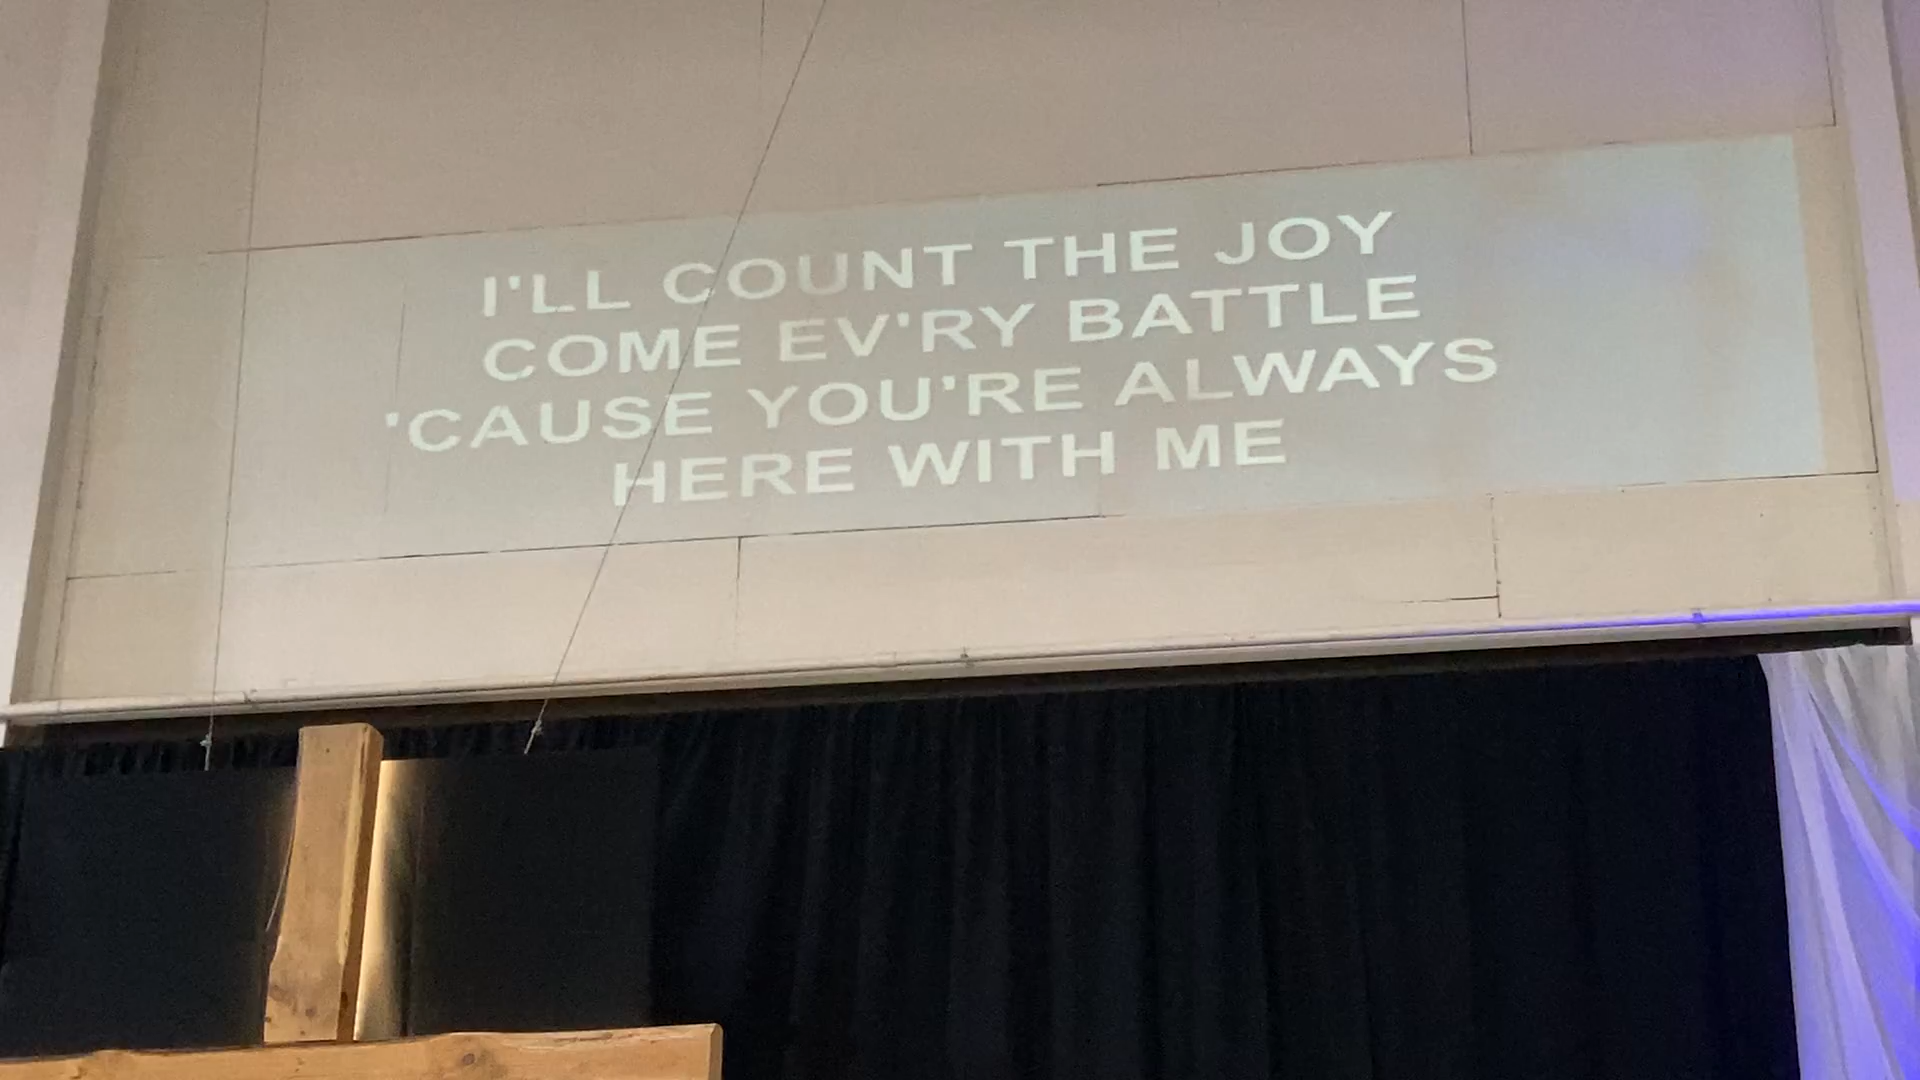 I'LL COUNT THE JOY
COME EV'RY BATTLE
'CAUSE YOU'RE ALWAYS
HERE WITH ME